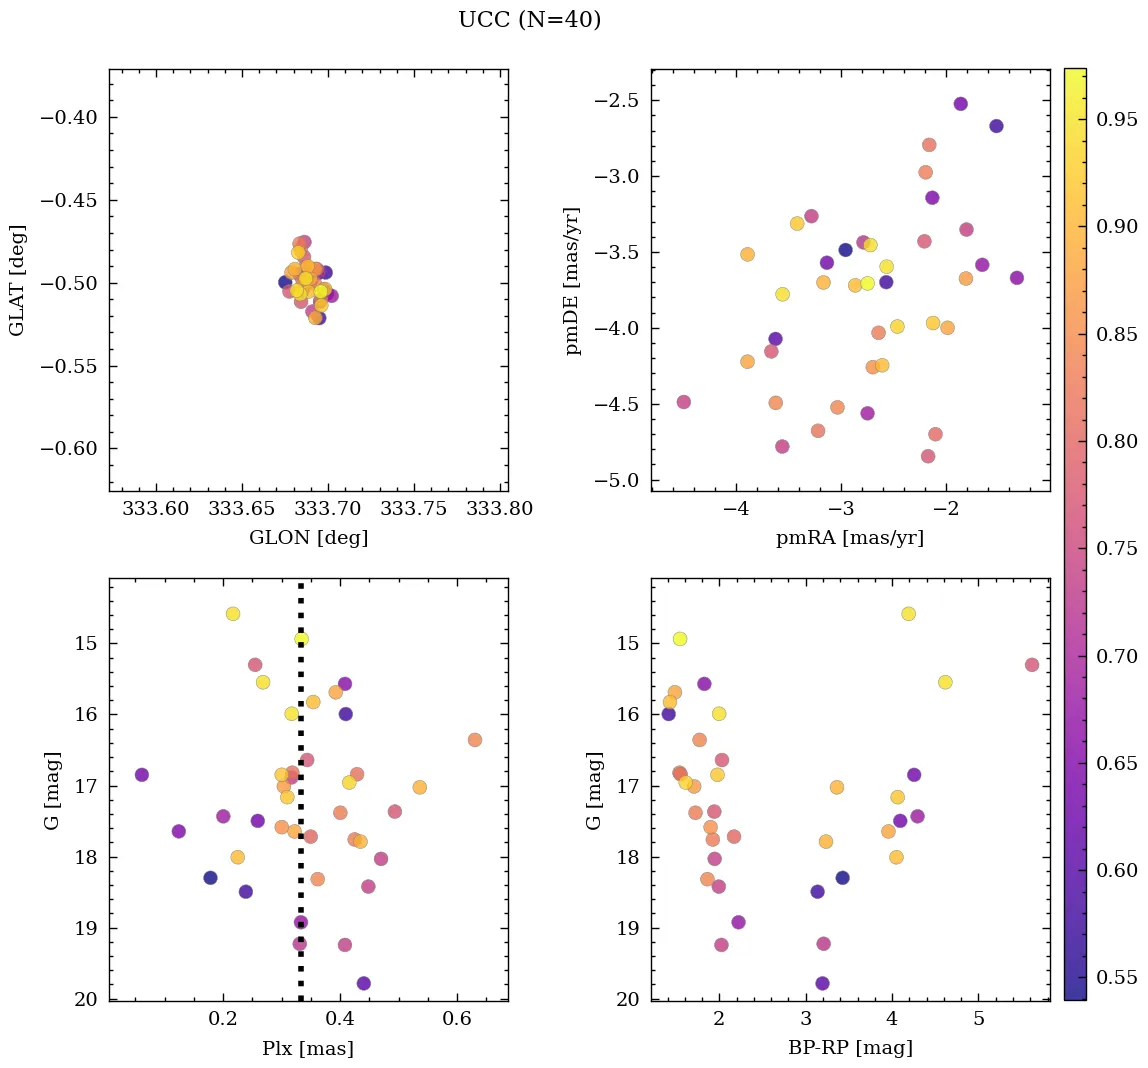 UCC (N=40)
−0.40
−0.45
−0.50
−0.55
−0.60
GLAT [deg]
333.60 333.65 333.70 333.75 333.80
GLON [deg]
−2.5
−3.0
−3.5
−4.0
−4.5
−5.0
pmDE [mas/yr]
−4 −3 −2
pmRA [mas/yr]
15
16
17
18
19
20
G [mag]
0.2 0.4 0.6
Plx [mas]
15
16
17
18
19
20
G [mag]
2 3 4 5
BP-RP [mag]
0.95
0.90
0.85
0.80
0.75
0.70
0.65
0.60
0.55